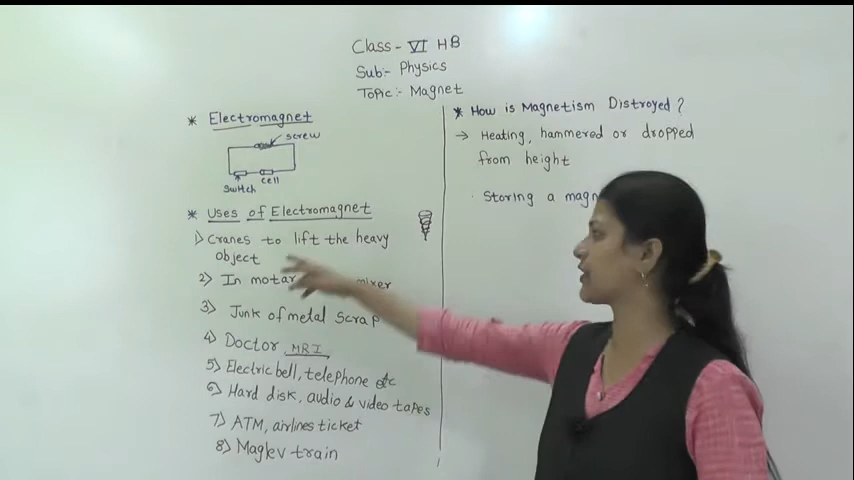 Class - VI HB
Sub:- Physics
Topic:- Magnet
* Electromagnet
screw
cell
switch
* Uses of Electromagnet
1) Cranes to lift the heavy
object
2) In motar mixer
3) Junk of metal scrap
4) Doctor, MRI
5) Electric bell, telephone etc
6) Hard disk, audio & video tapes
7) ATM, airlines ticket
8) Maglev train
* How is Magnetism Distroyed?
→ Heating, hammered or dropped
from height
. Storing a magn